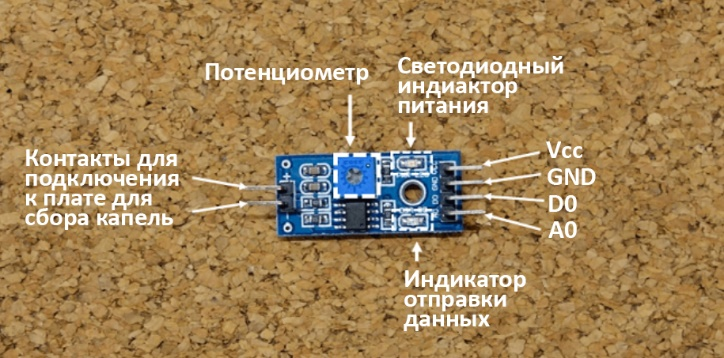 Потенциометр
Светодиодный
индиактор
питания
Контакты для
подключения
к плате для
сбора капель
Vcc
GND
D0
A0
Индикатор
отправки
данных